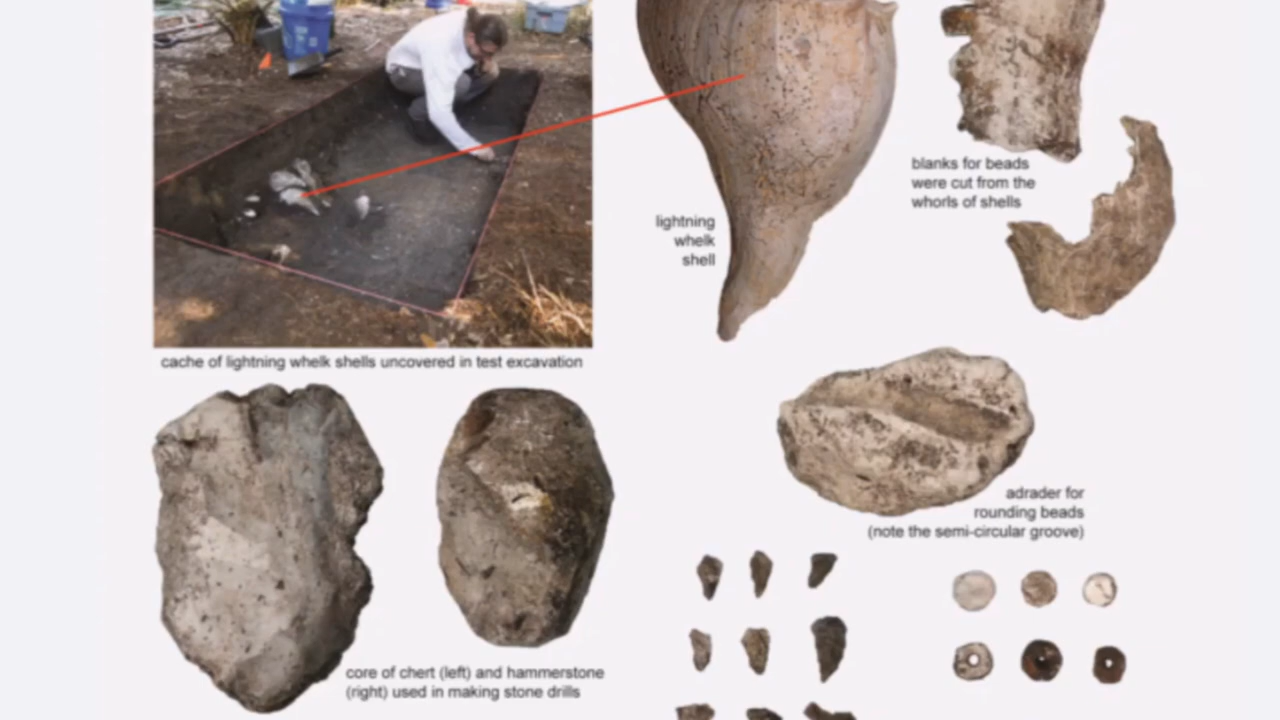 blanks for beads
were cut from the
whorls of shells
lightning
whelk
shell
cache of lightning whelk shells uncovered in test excavation
adrader for
rounding beads
(note the semi-circular groove)
core of chert (left) and hammerstone
(right) used in making stone drills